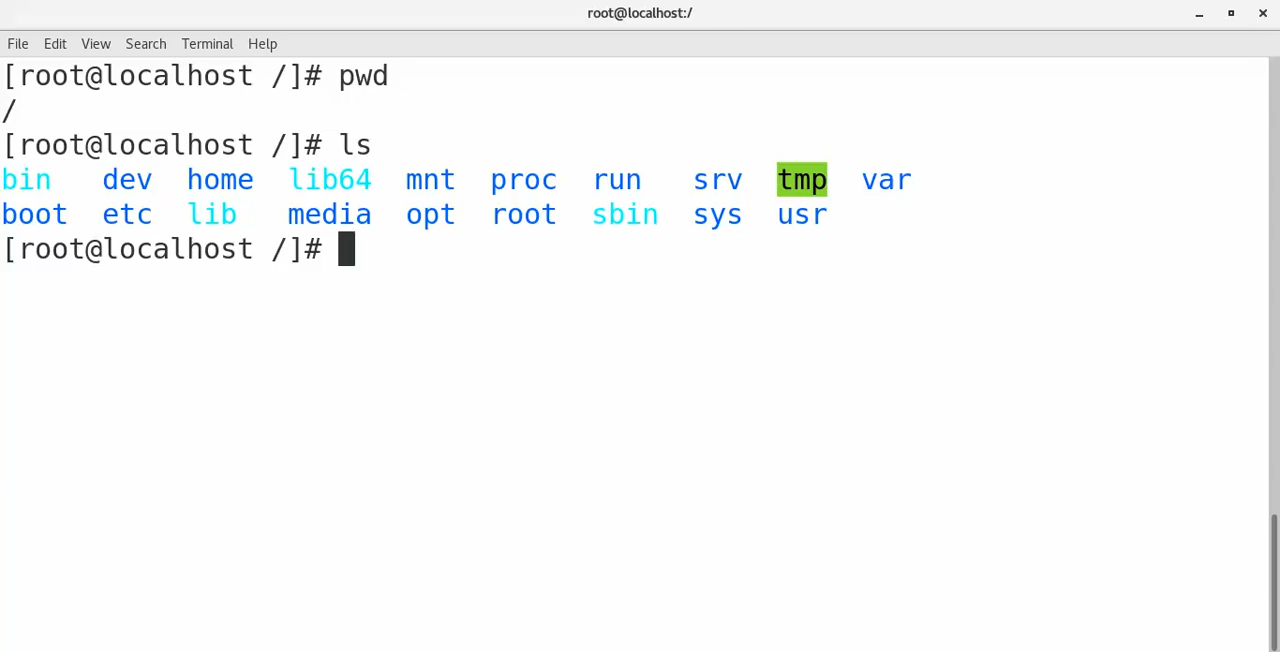 root@localhost:/
File Edit View Search Terminal Help
[root@localhost /]# pwd
/
[root@localhost /]# ls
bin dev home lib64 mnt proc run srv tmp var
boot etc lib media opt root sbin sys usr
[root@localhost /]#